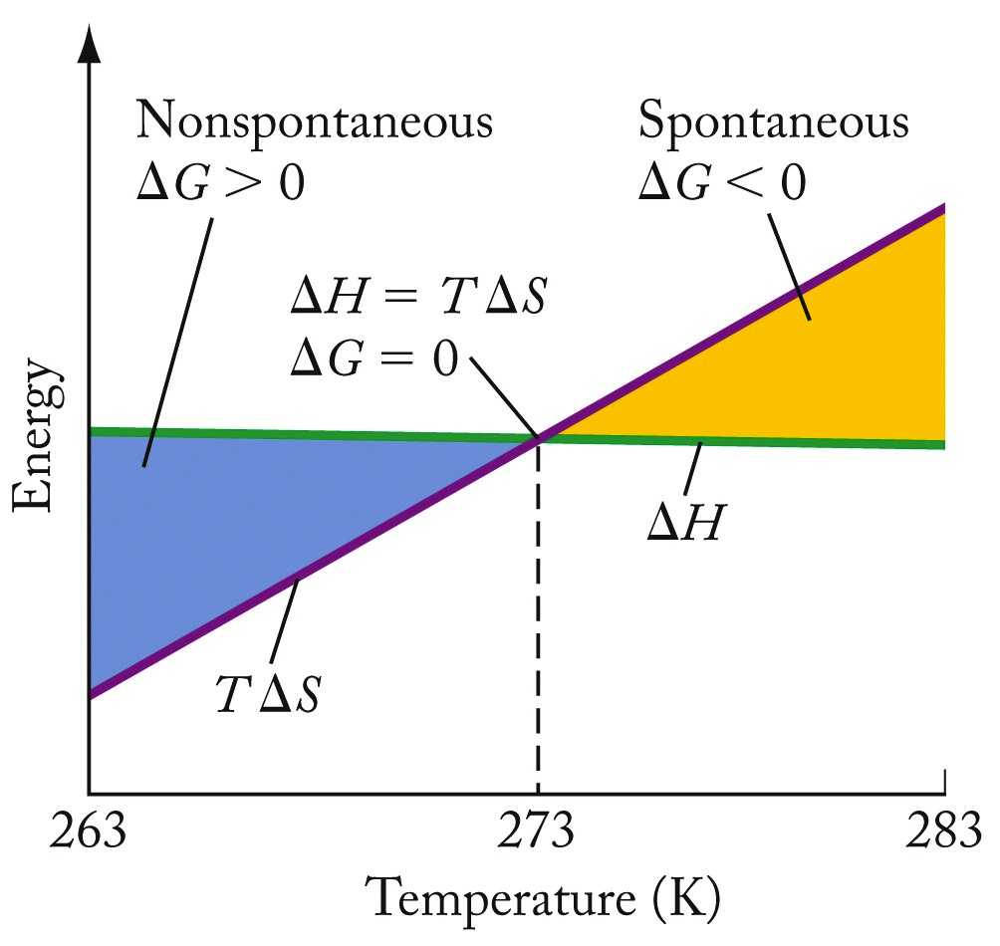 Nonspontaneous
ΔG > 0
Spontaneous
ΔG < 0
ΔH = TΔS
ΔG = 0
Energy
ΔH
TΔS
263
273
283
Temperature (K)